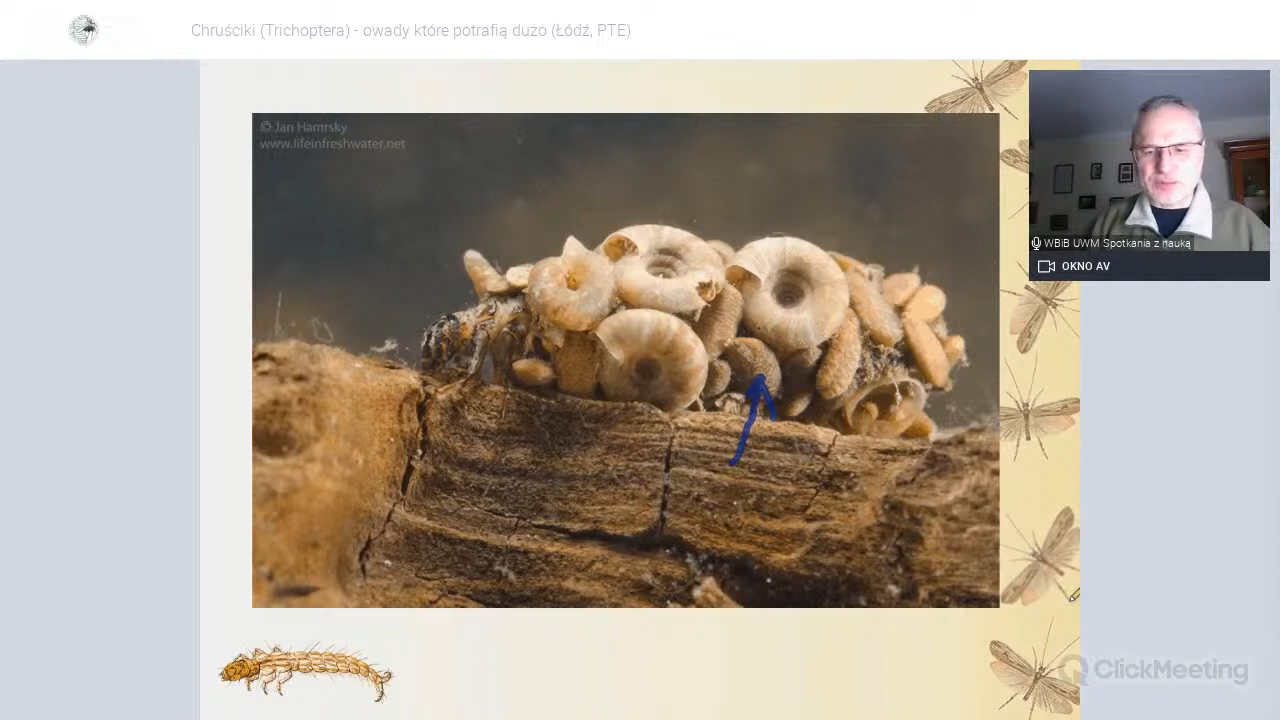 Chruściki (Trichoptera) - owady które potrafią dużo (Łódź, PTE)
© Jan Hamrsky
www.lifeinfreshwater.net
WBiB UWM Spotkania z nauką
OKNO AV
ClickMeeting